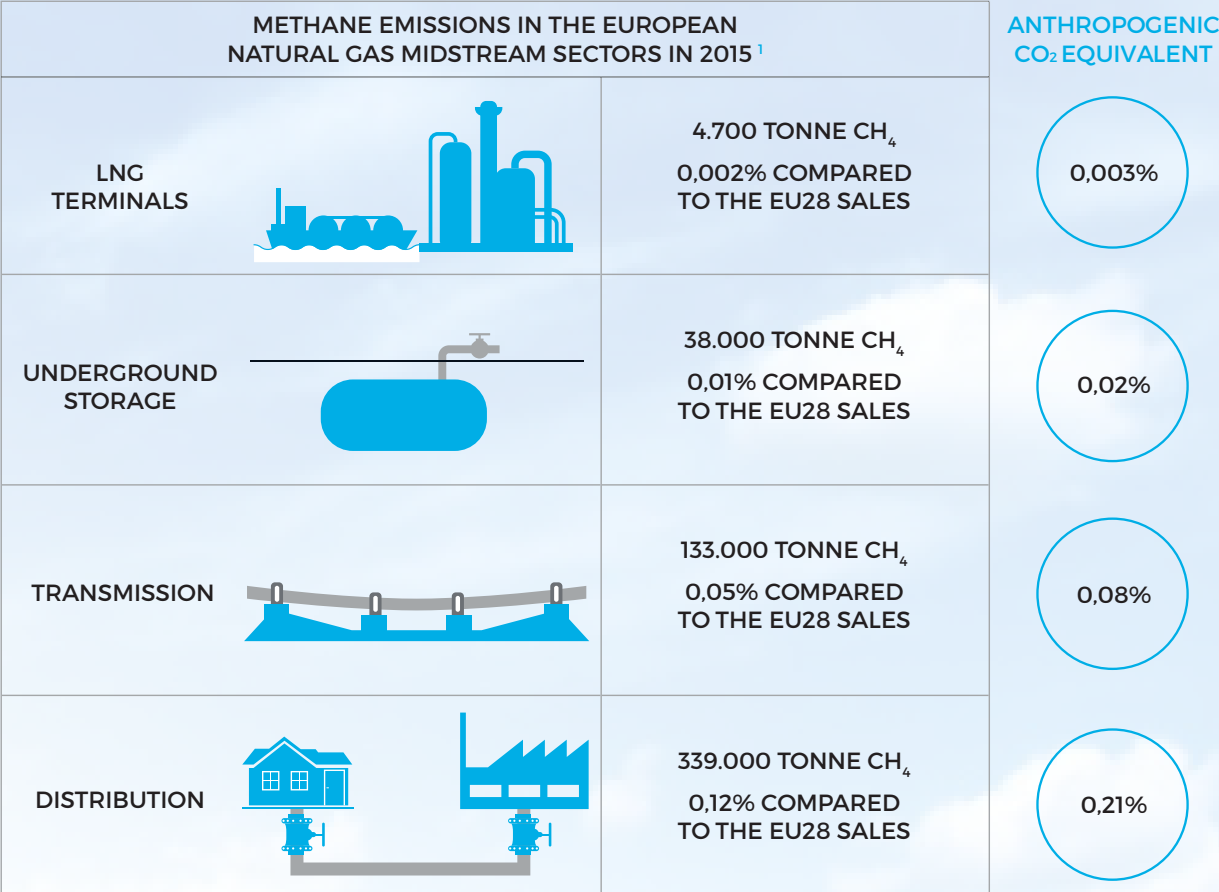 METHANE EMISSIONS IN THE EUROPEAN
NATURAL GAS MIDSTREAM SECTORS IN 2015 ¹
ANTHROPOGENIC
CO₂ EQUIVALENT
LNG
TERMINALS
4.700 TONNE CH₄
0,002% COMPARED
TO THE EU28 SALES
0,003%
UNDERGROUND
STORAGE
38.000 TONNE CH₄
0,01% COMPARED
TO THE EU28 SALES
0,02%
TRANSMISSION
133.000 TONNE CH₄
0,05% COMPARED
TO THE EU28 SALES
0,08%
DISTRIBUTION
339.000 TONNE CH₄
0,12% COMPARED
TO THE EU28 SALES
0,21%